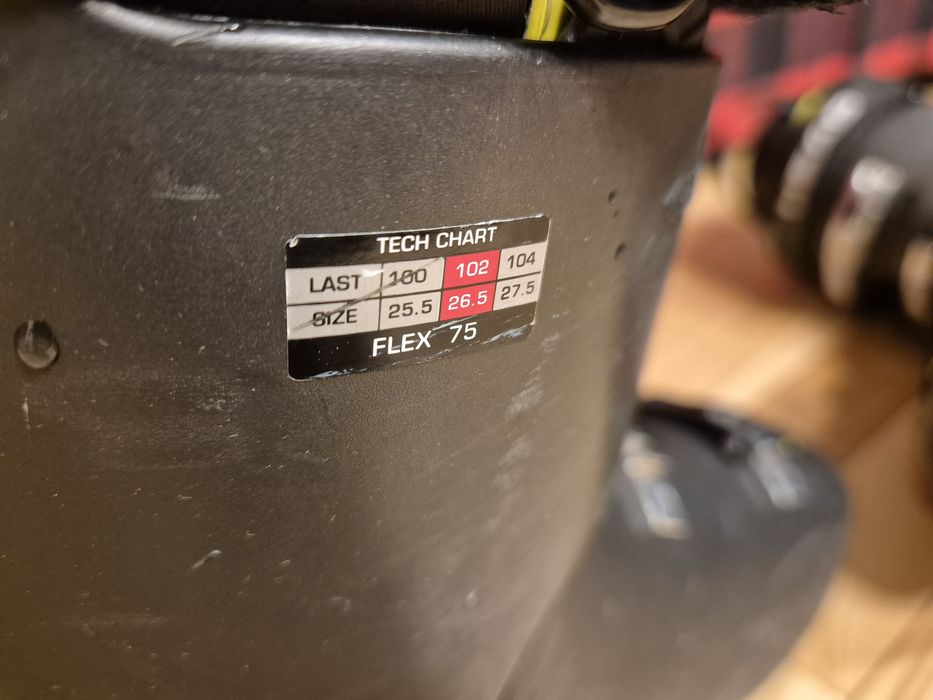 TECH CHART
LAST 100 102 104
SIZE 25.5 26.5 27.5
FLEX 75